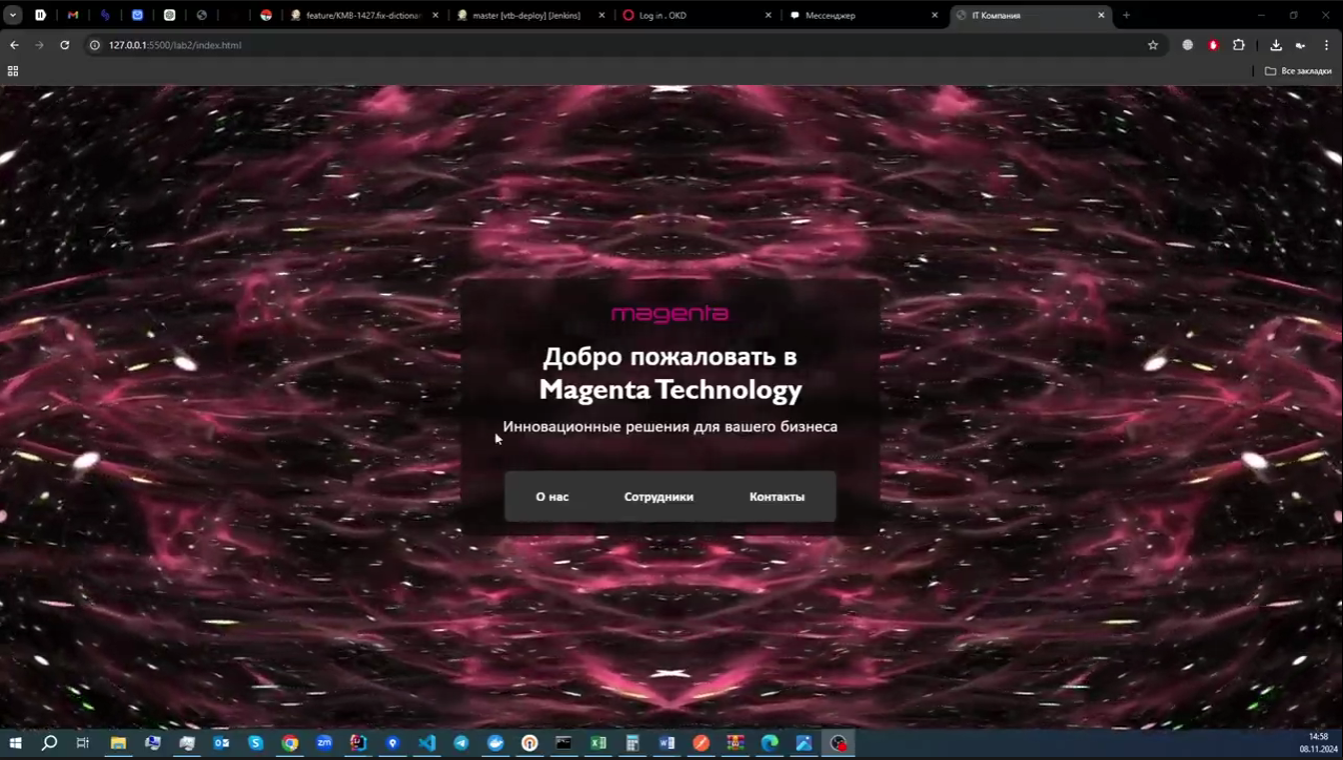 feature/KMB-1427.fix-dictiona
master [vtb-deploy] [Jenkins]
Log in . OKD
Мессенджер
IT Компания
127.0.0.1:5500/lab2/index.html
Все закладки
magenta
Добро пожаловать в
Magenta Technology
Инновационные решения для вашего бизнеса
О нас
Сотрудники
Контакты
zm
14:58
08.11.2024